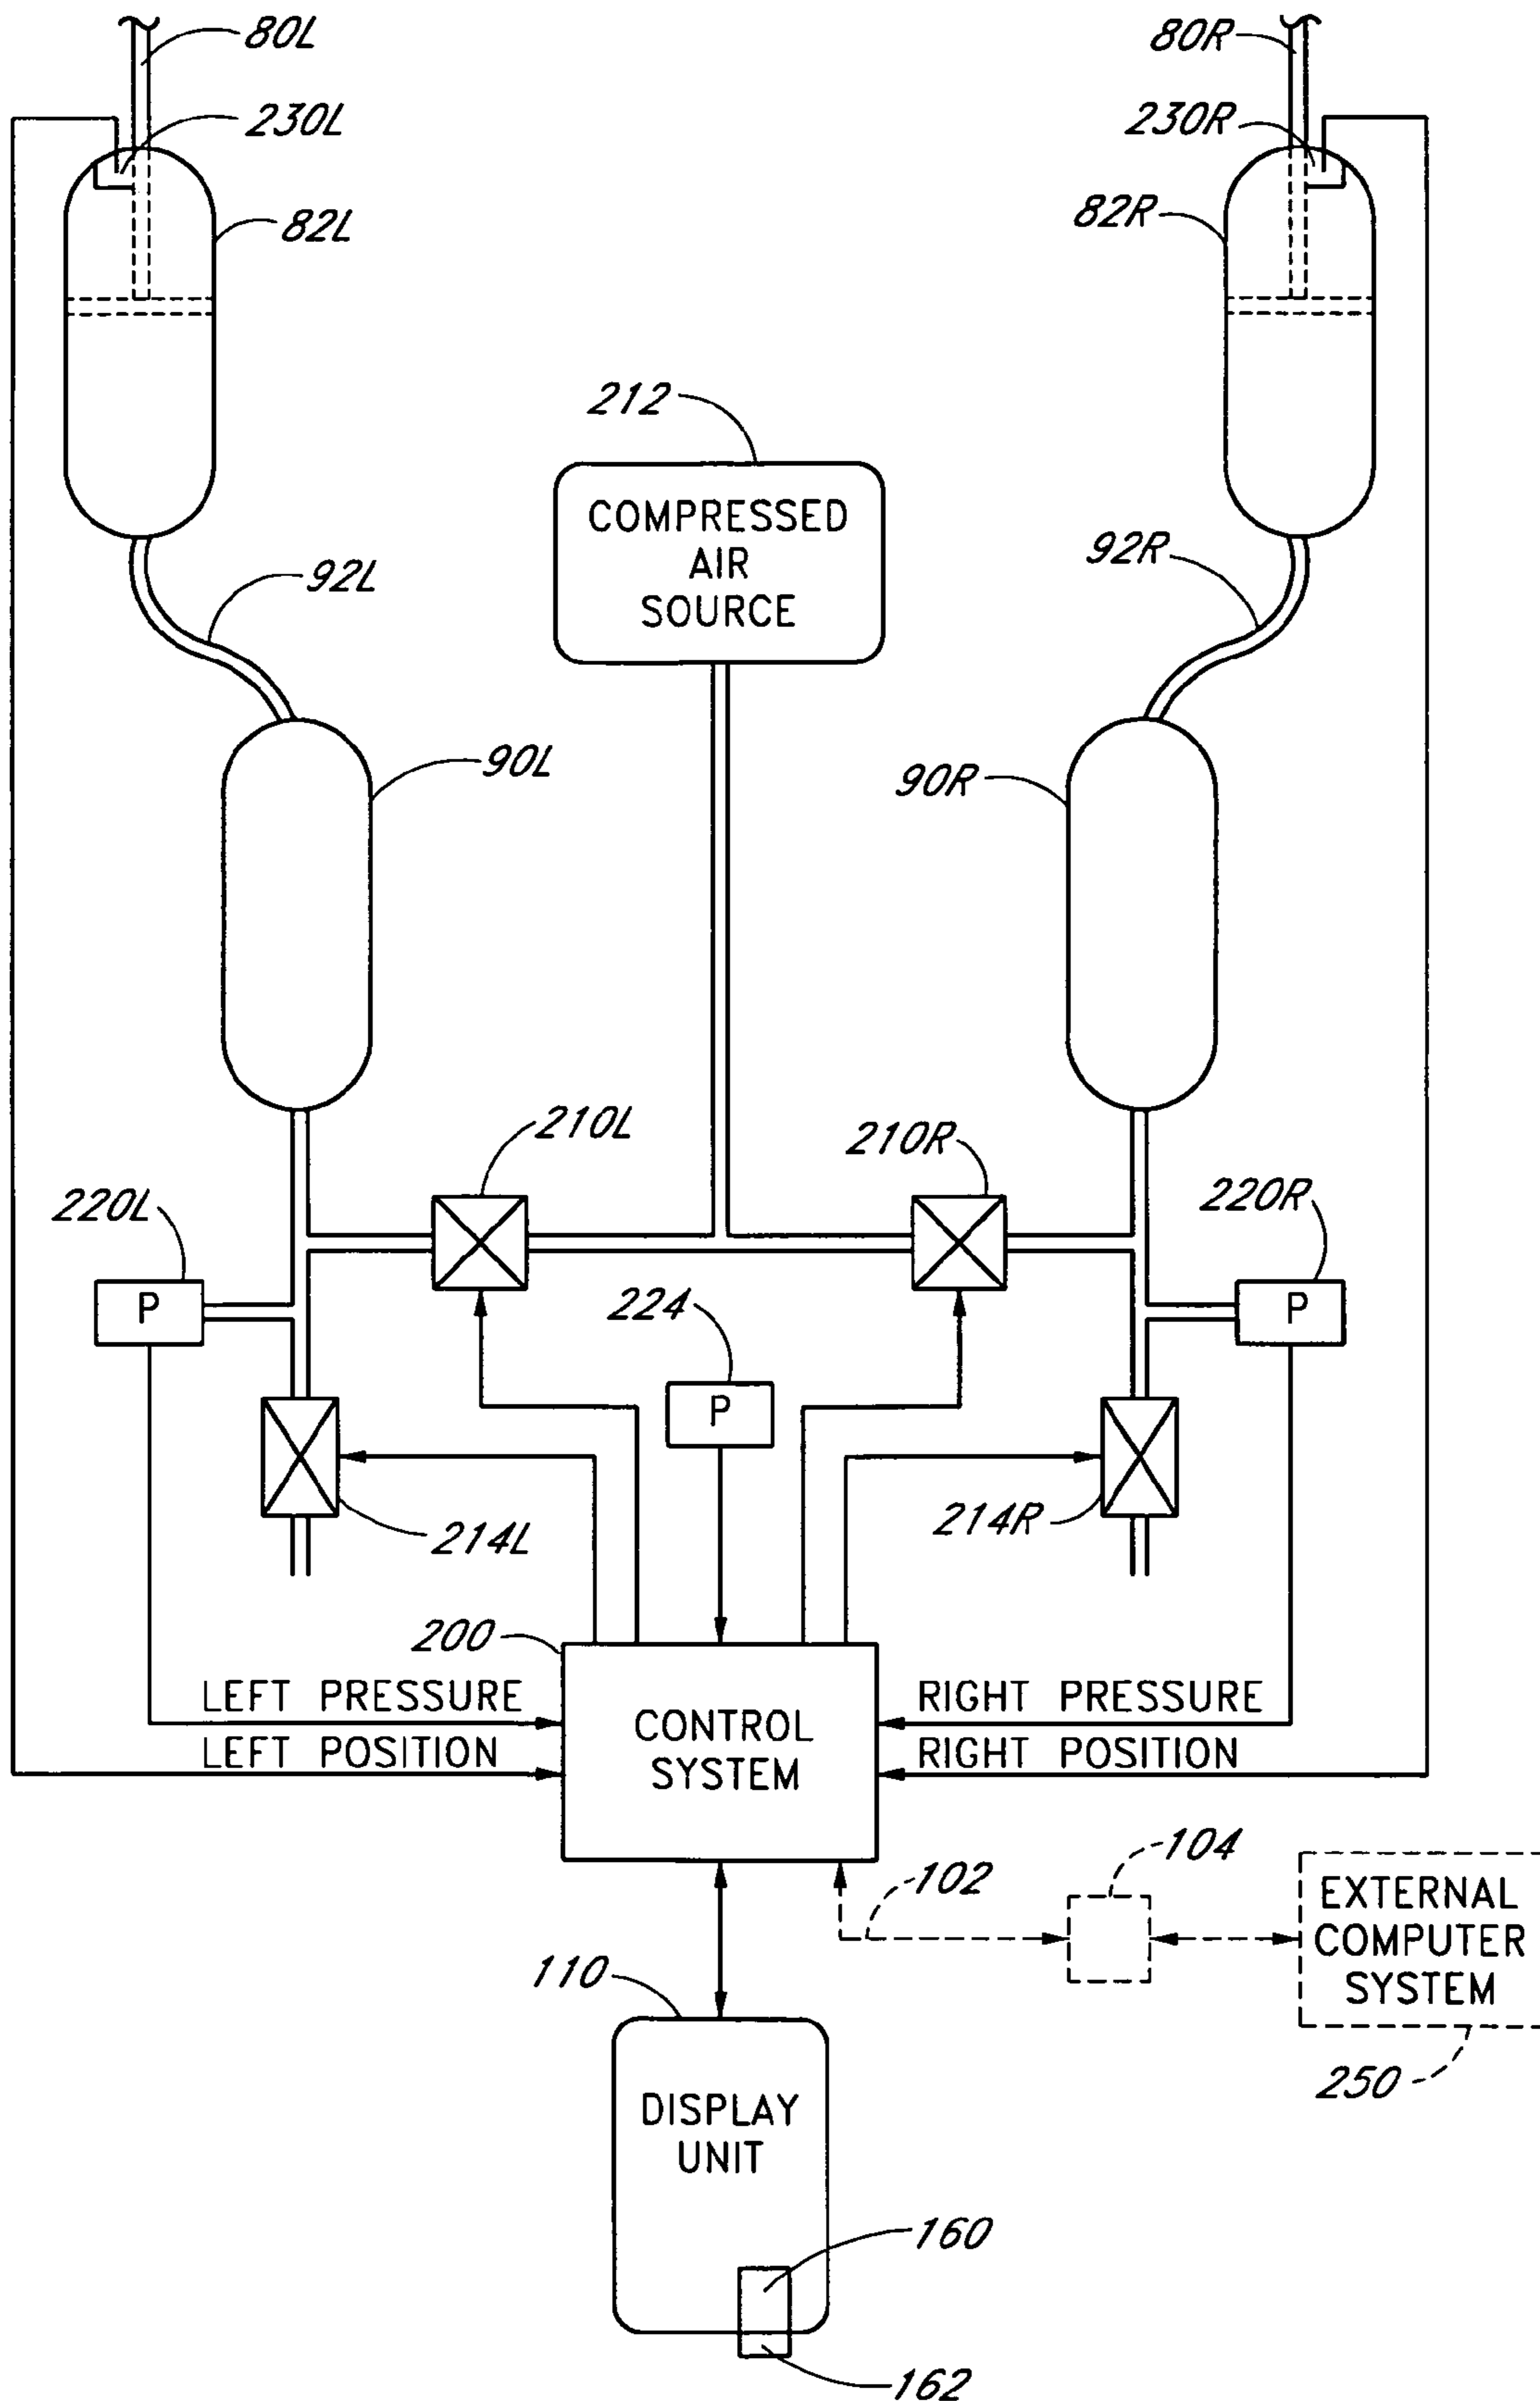 80L
80R
230L
230R
82L
82R
212
COMPRESSED
AIR
SOURCE
92L
92R
90L
90R
210L
210R
220L
220R
P
224
P
P
214L
214R
200
LEFT PRESSURE
RIGHT PRESSURE
CONTROL
SYSTEM
LEFT POSITION
RIGHT POSITION
102
104
EXTERNAL
COMPUTER
SYSTEM
110
250
DISPLAY
UNIT
160
162